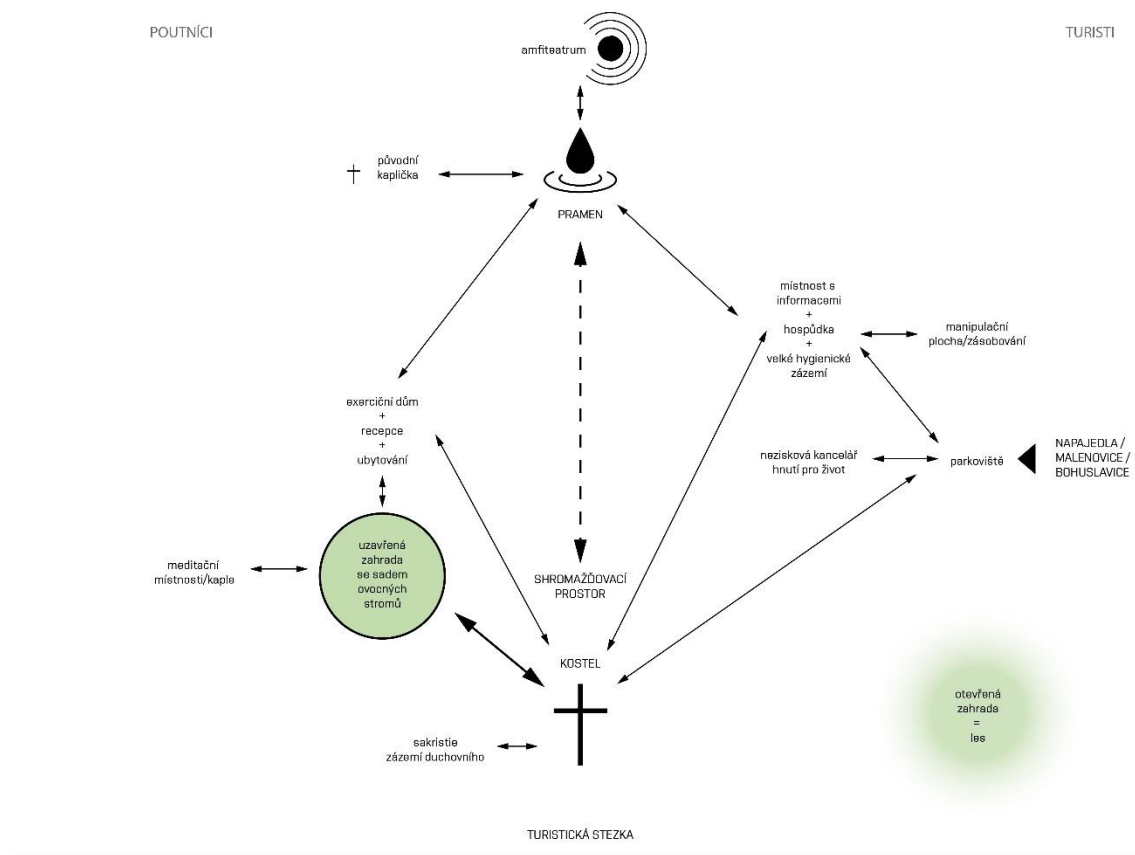 POUTNÍCI
TURISTI
amfiteatrum
původní
kaplička
PRAMEN
místnost s
informacemi
+
hospůdka
+
velké hygienické
zázemí
manipulační
plocha/zásobování
exerciční dům
+
recepce
+
ubytování
nezisková kancelář
hnutí pro život
parkoviště
NAPAJEDLA /
MALENOVICE /
BOHUSLAVICE
uzavřená
zahrada
se sadem
ovocných
stromů
meditační
místnosti/kaple
SHROMAŽĎOVACÍ
PROSTOR
KOSTEL
otevřená
zahrada
=
les
sakristie
zázemí duchovního
TURISTICKÁ STEZKA